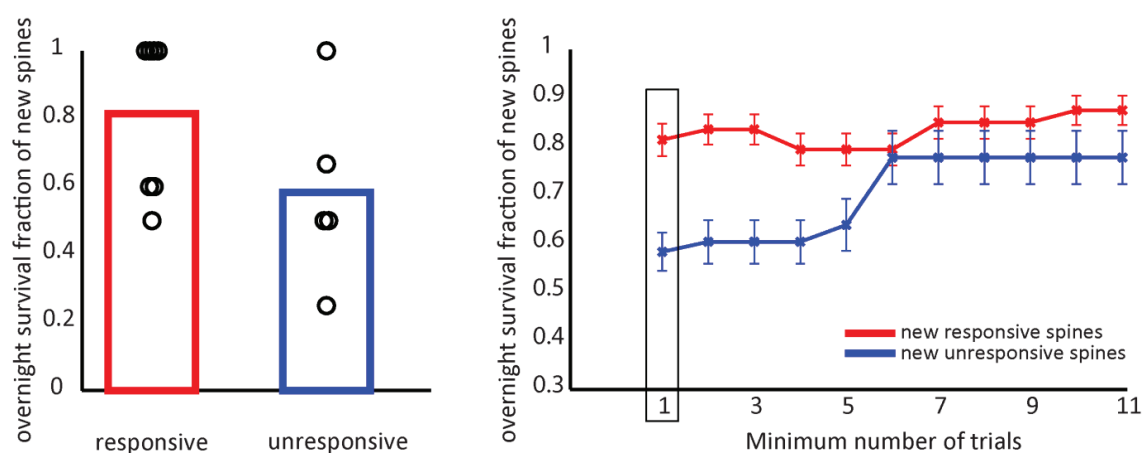 overnight survival fraction of new spines
1
0.8
0.6
0.4
0.2
0
responsive unresponsive
overnight survival fraction of new spines
1
0.9
0.8
0.7
0.6
0.5
0.4
0.3
new responsive spines
new unresponsive spines
1 3 5 7 9 11
Minimum number of trials